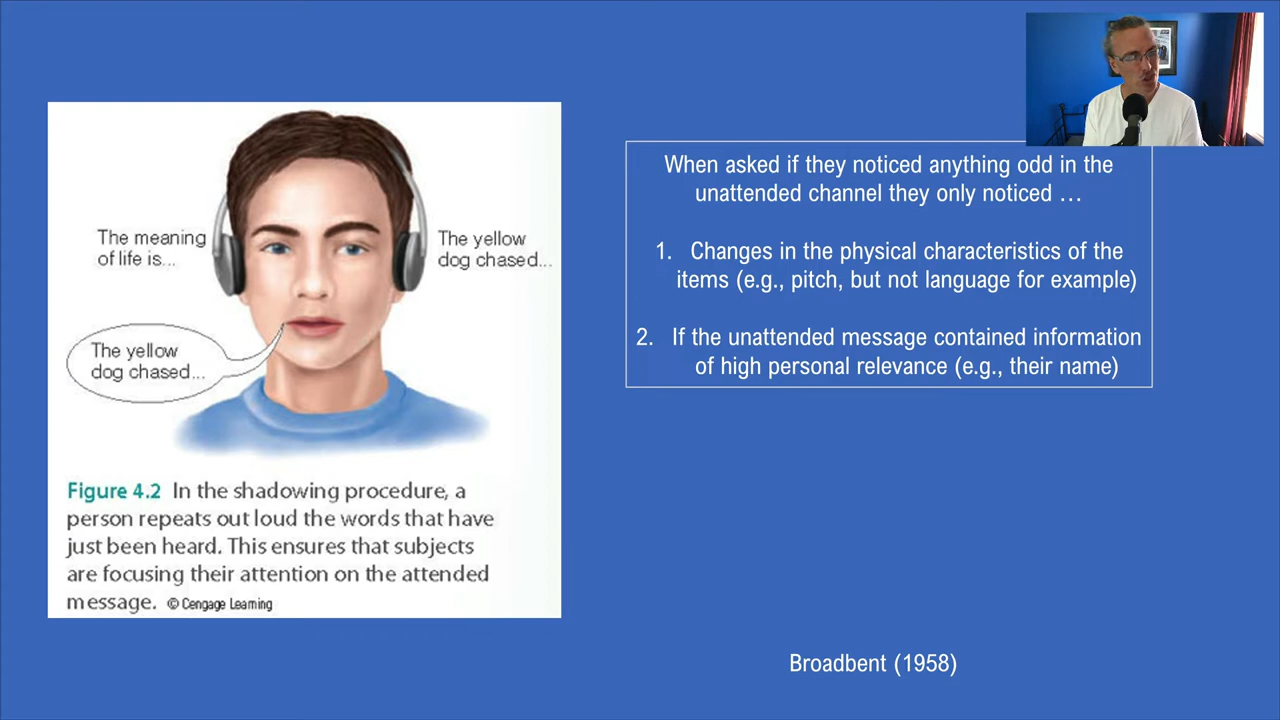 The meaning
of life is...
The yellow
dog chased...
The yellow
dog chased...
Figure 4.2 In the shadowing procedure, a
person repeats out loud the words that have
just been heard. This ensures that subjects
are focusing their attention on the attended
message. © Cengage Learning
When asked if they noticed anything odd in the
unattended channel they only noticed …
1. Changes in the physical characteristics of the
items (e.g., pitch, but not language for example)
2. If the unattended message contained information
of high personal relevance (e.g., their name)
Broadbent (1958)